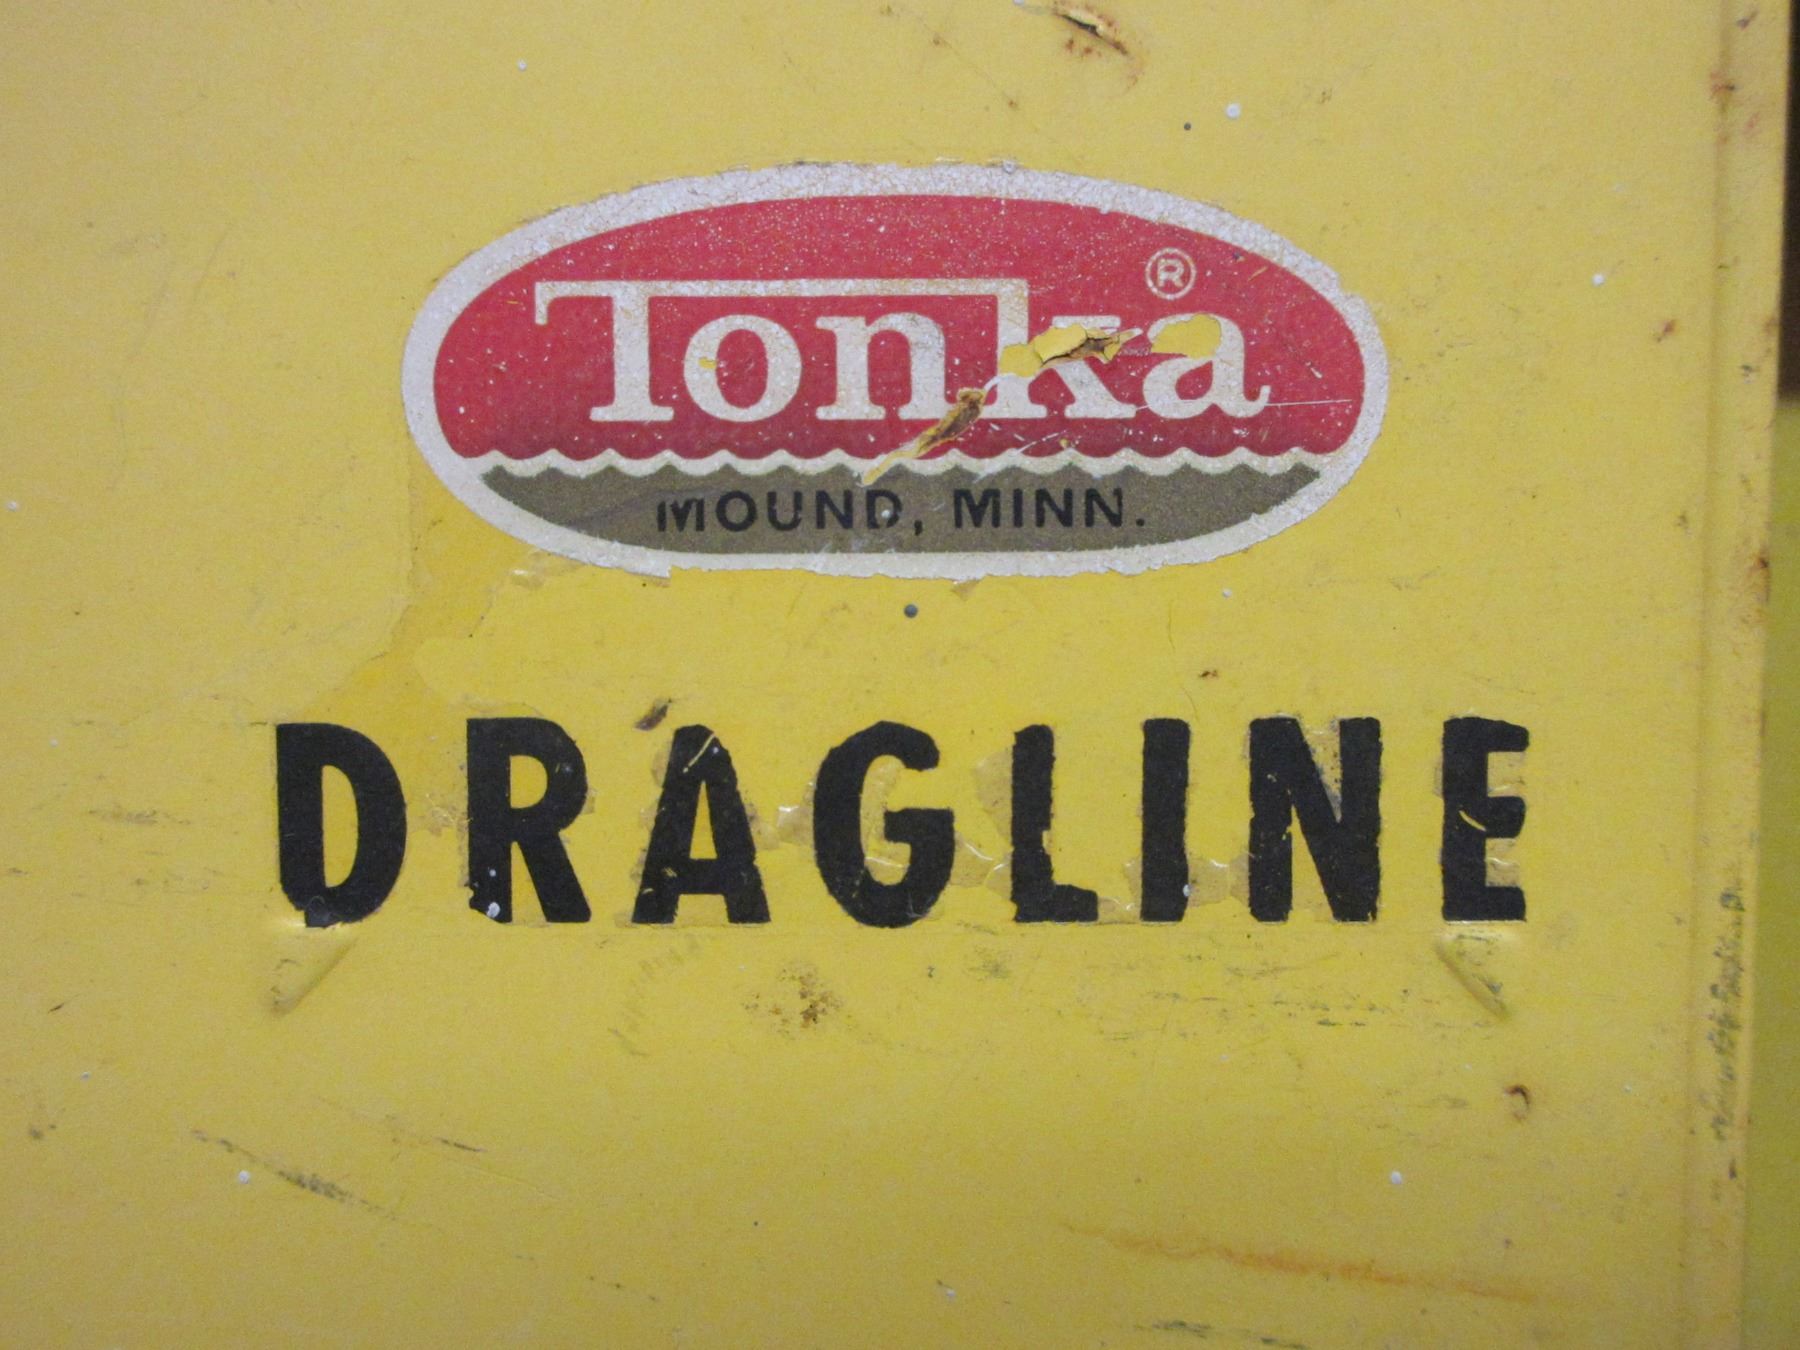 Tonka®
MOUND, MINN.
DRAGLINE